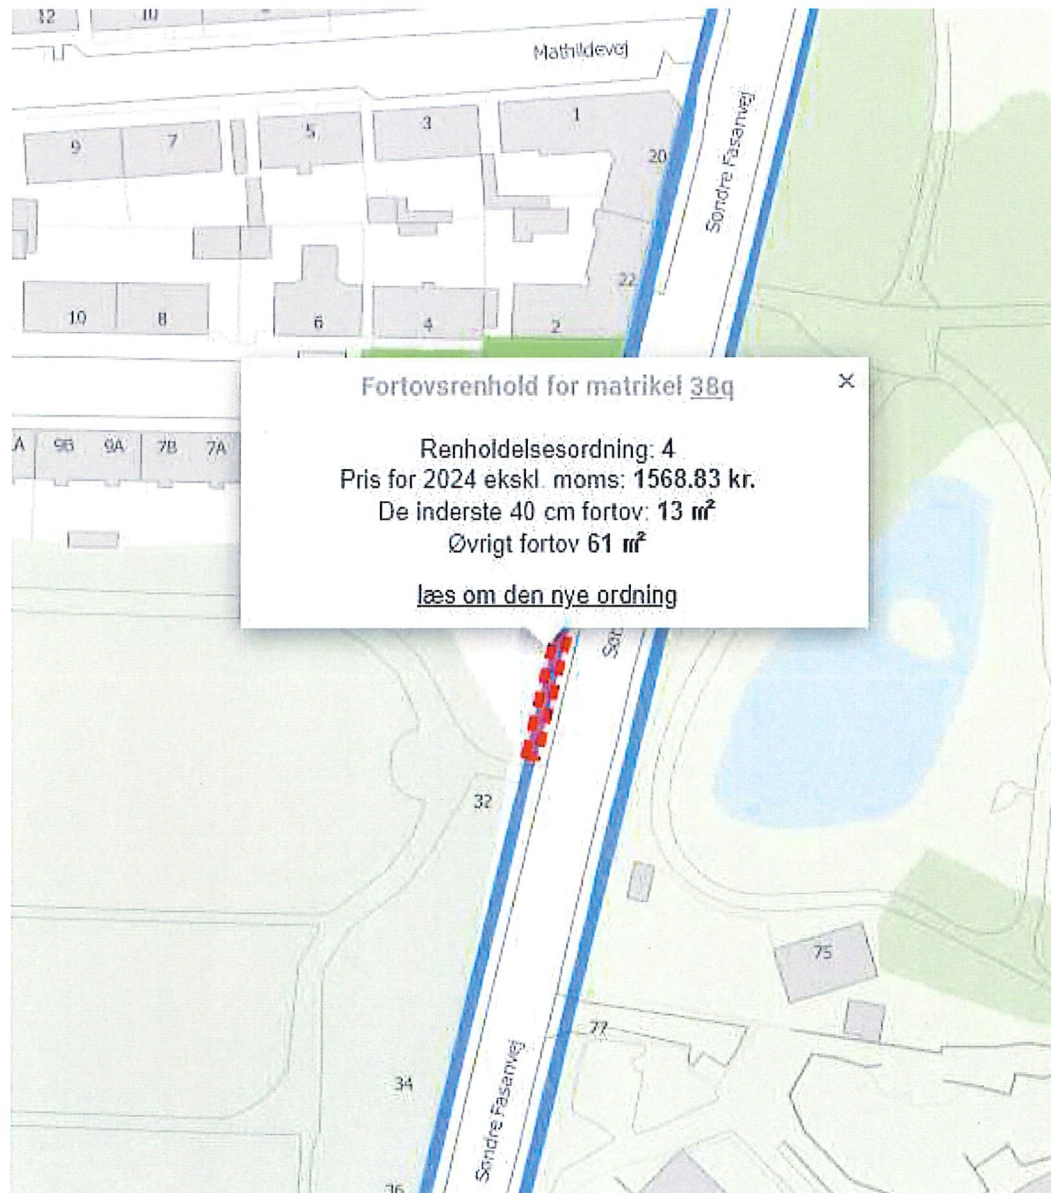 12
10
Mathildevej
9
7
5
3
1
20
Søndre Fasanvej
22
10
8
6
4
2
Fortovsrenhold for matrikel 38q
×
Renholdelsesordning: 4
Pris for 2024 ekskl. moms: 1568.83 kr.
De inderste 40 cm fortov: 13 m²
Øvrigt fortov 61 m²
læs om den nye ordning
A
9B
9A
7B
7A
Søn
32
75
77
34
Søndre Fasanvej
36